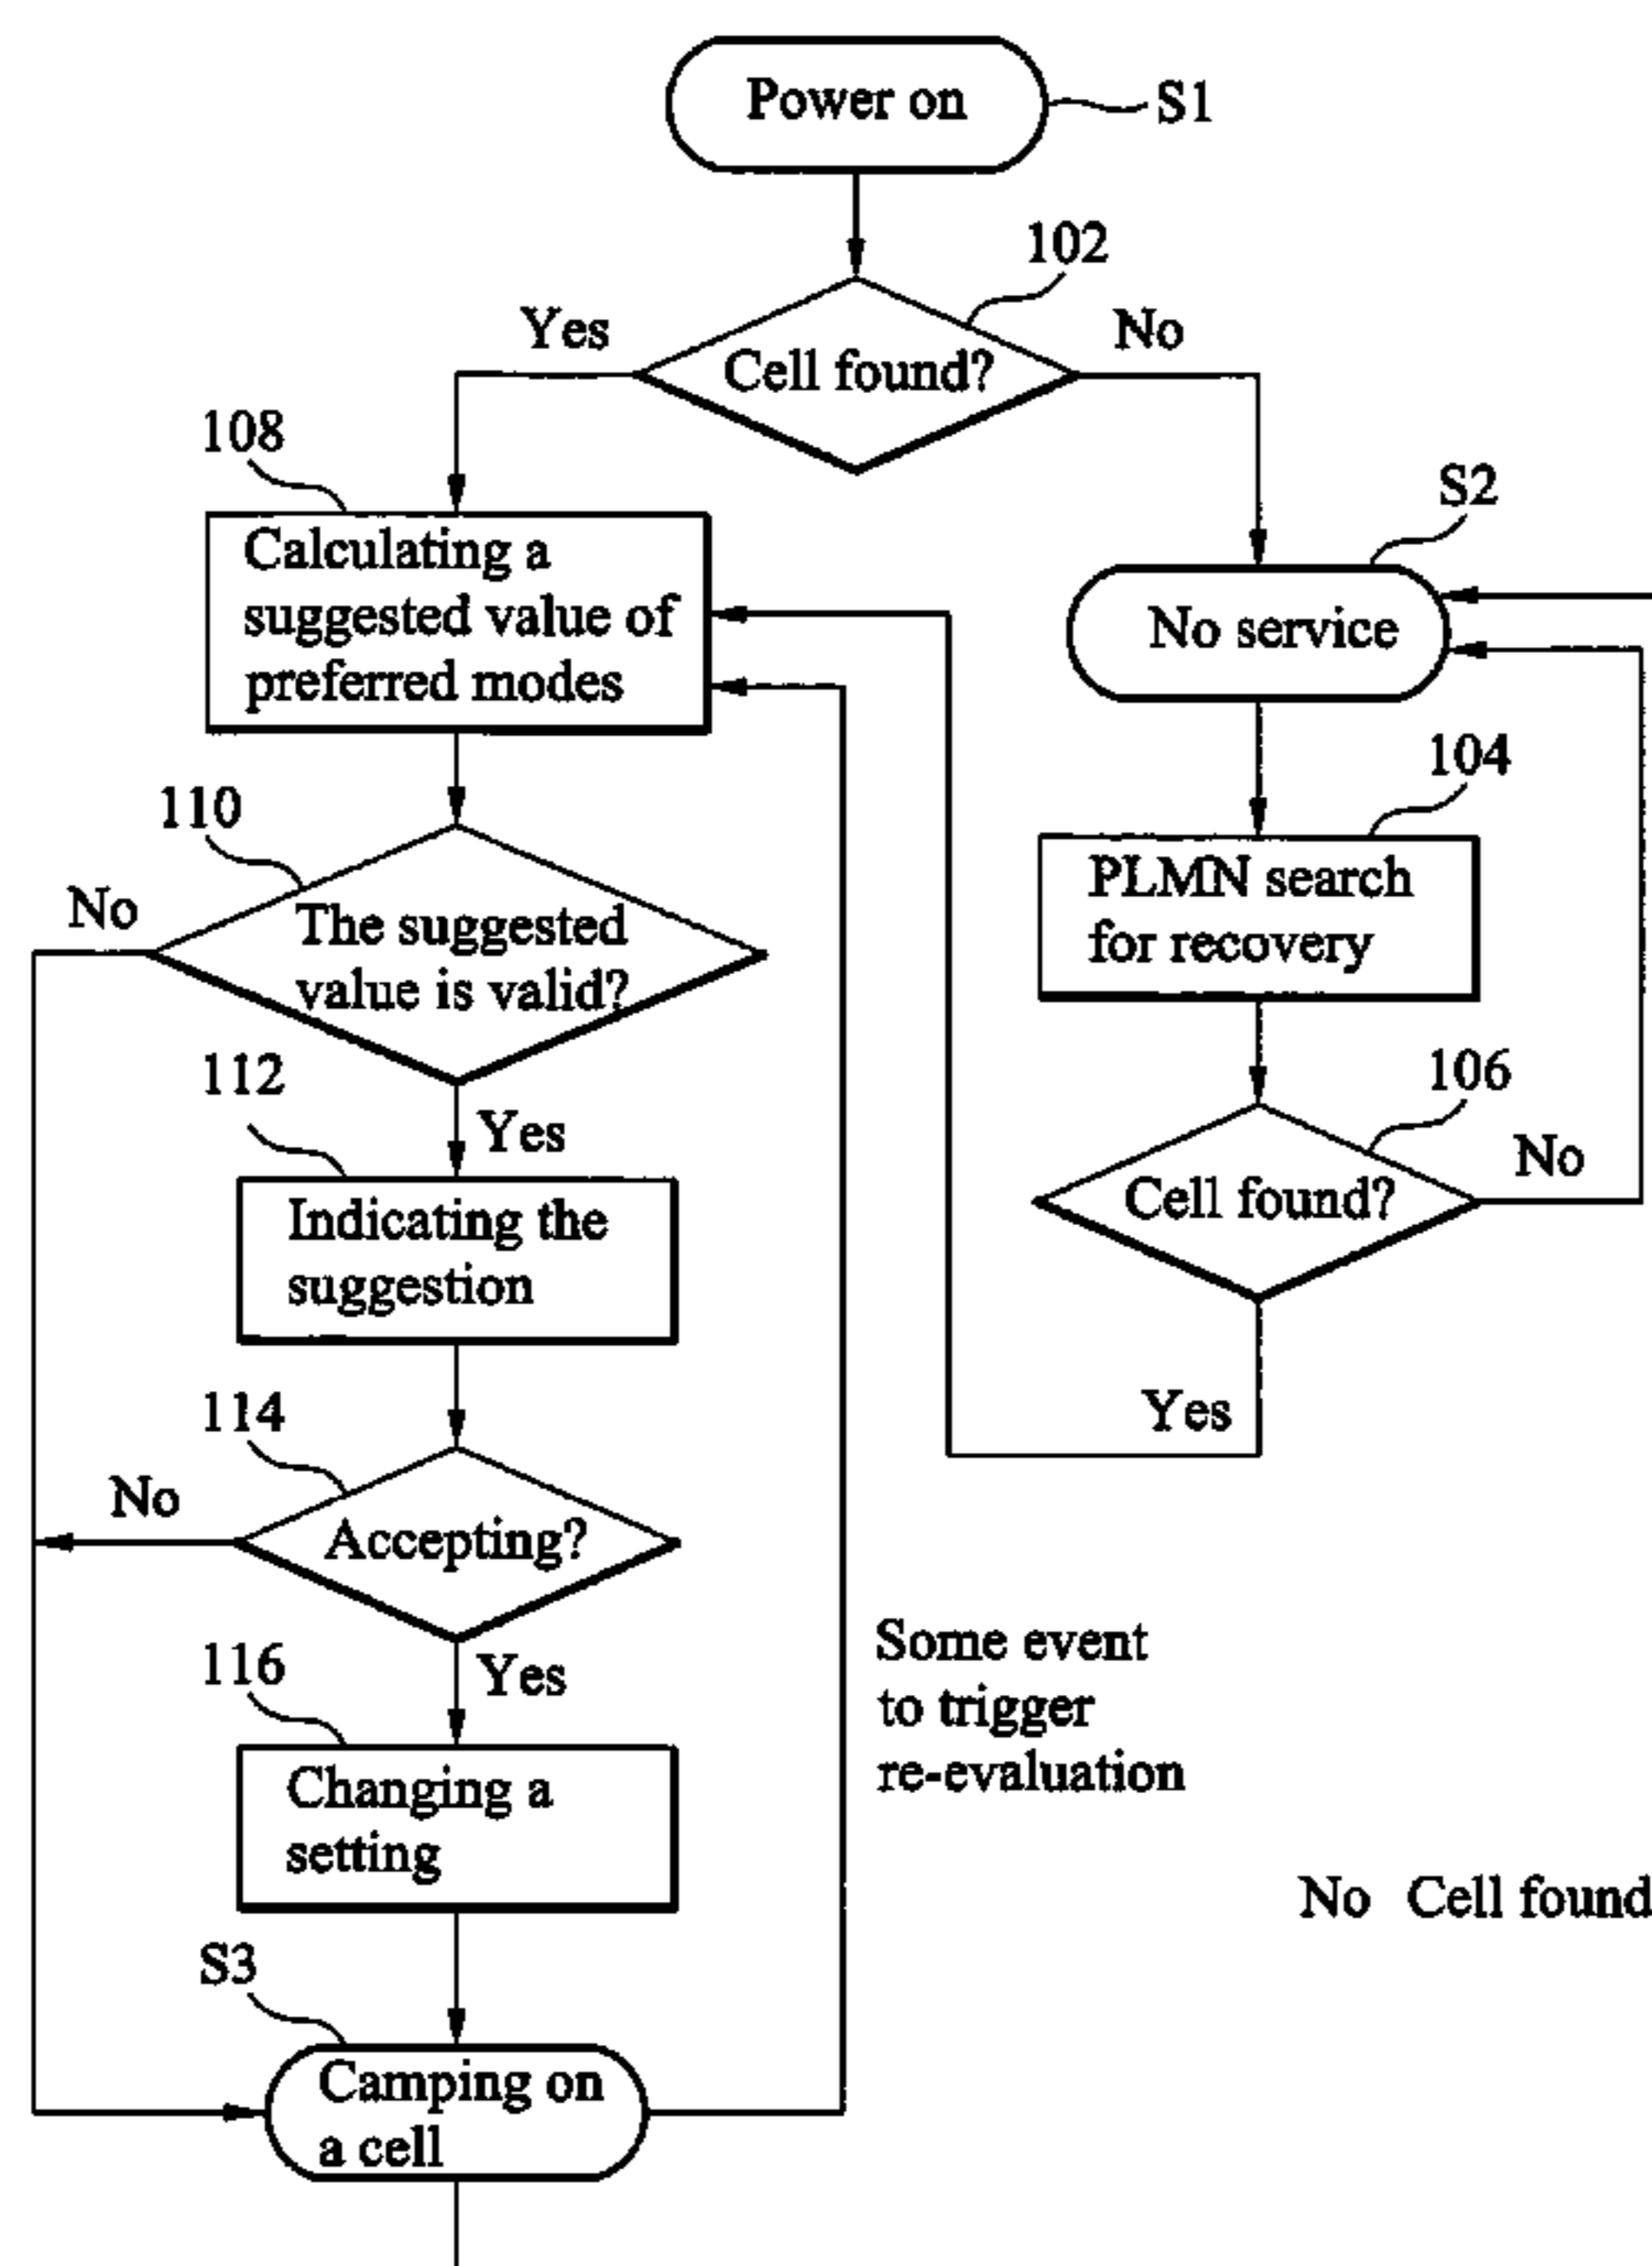 Power on
S1
102
Yes
No
Cell found?
108
Calculating a
suggested value of
preferred modes
S2
No service
104
PLMN search
for recovery
110
No
The suggested
value is valid?
106
No
Cell found?
Yes
112
Yes
Indicating the
suggestion
114
No
Accepting?
116
Yes
Changing a
setting
Some event
to trigger
re-evaluation
No Cell found
S3
Camping on
a cell